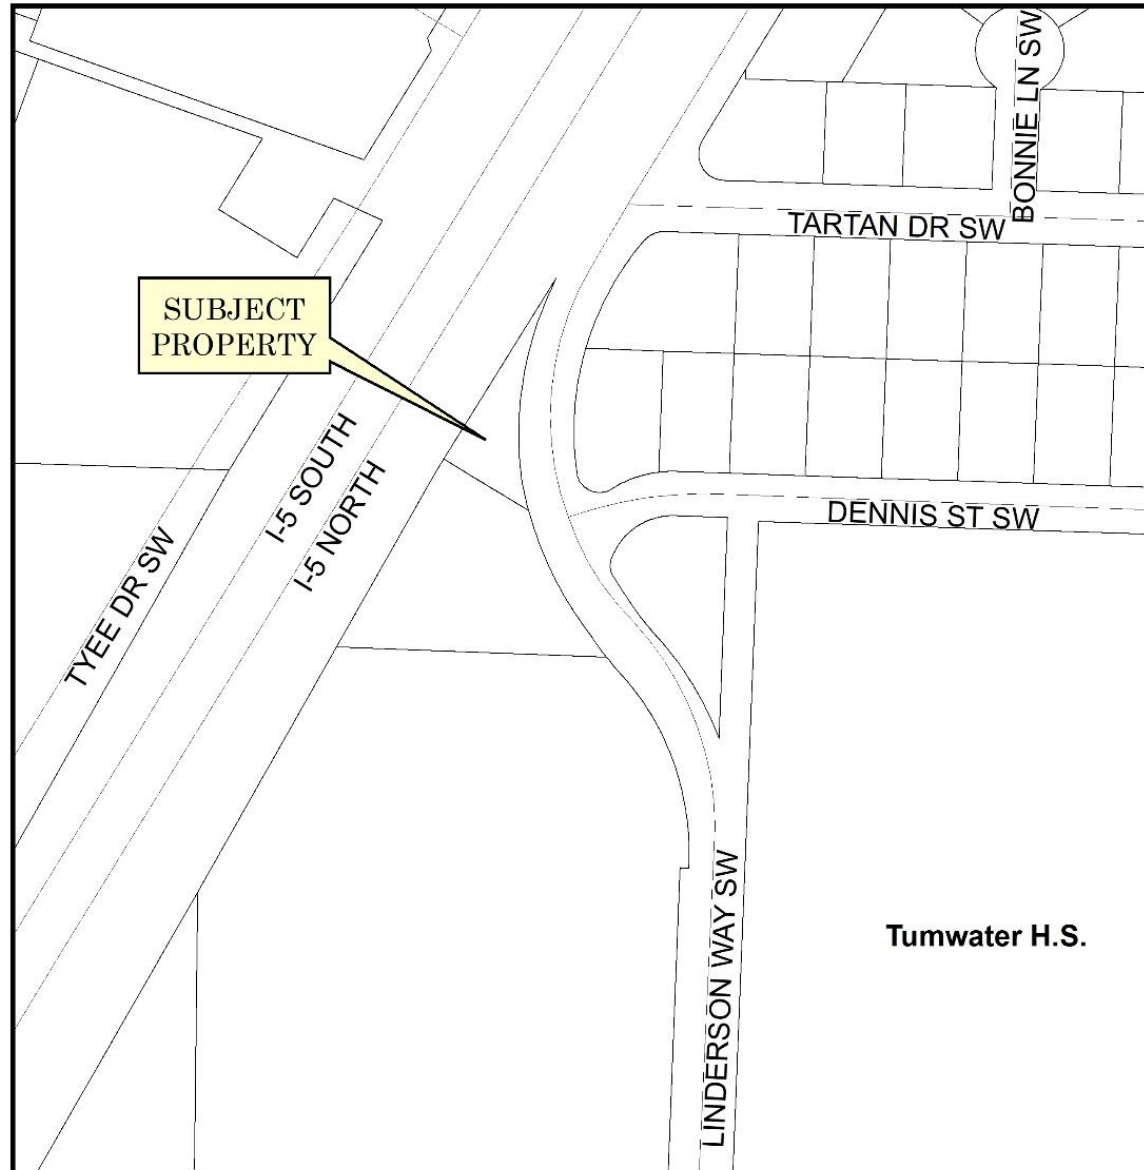 BONNIE LN SW
TARTAN DR SW
SUBJECT
PROPERTY
I-5 SOUTH
I-5 NORTH
DENNIS ST SW
TYEE DR SW
LINDERSON WAY SW
Tumwater H.S.